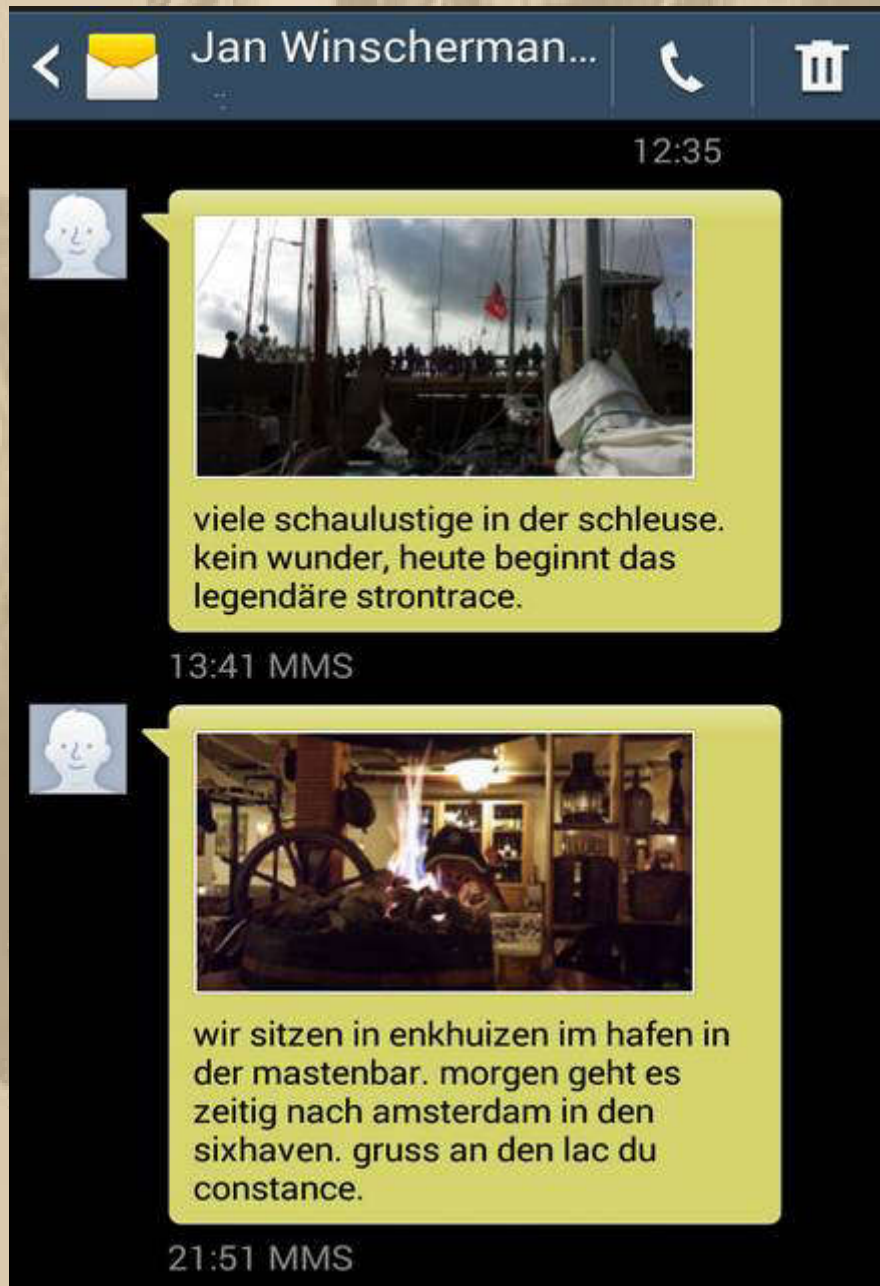 Jan Winscherman...
12:35
viele schaulustige in der schleuse.
kein wunder, heute beginnt das
legendäre strontrace.
13:41 MMS
wir sitzen in enkhuizen im hafen in
der mastenbar. morgen geht es
zeitig nach amsterdam in den
sixhaven. gruss an den lac du
constance.
21:51 MMS